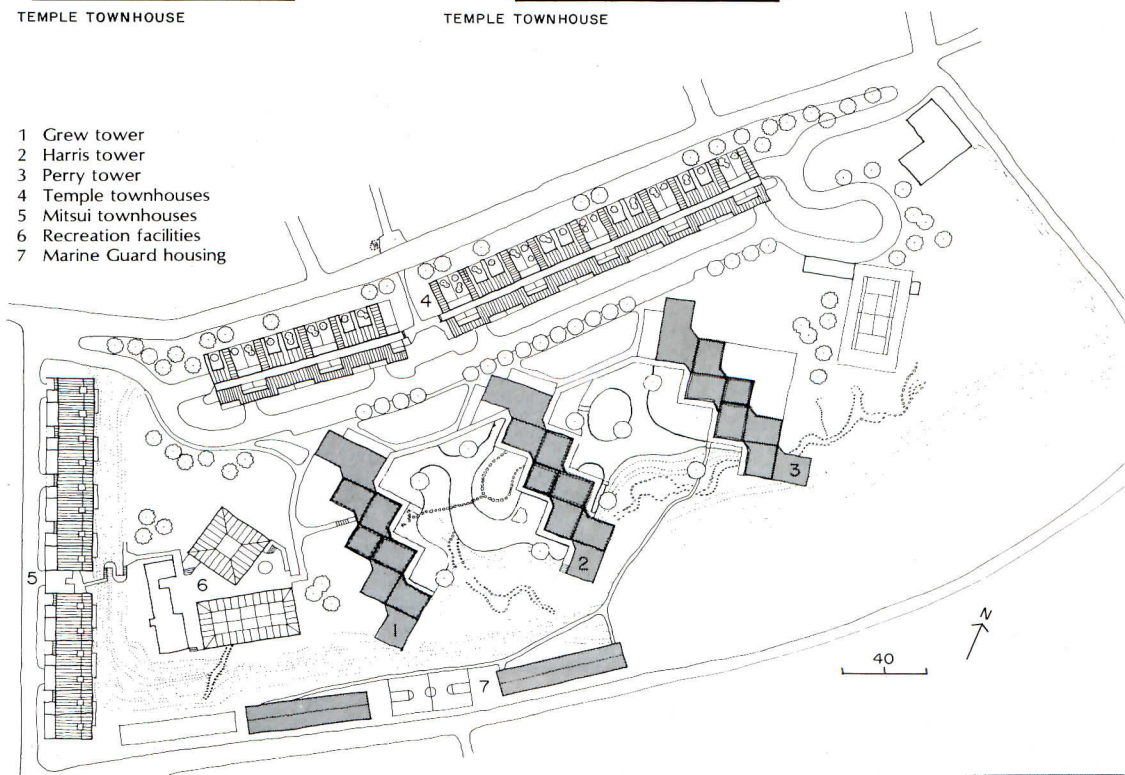 TEMPLE TOWNHOUSE
TEMPLE TOWNHOUSE
1 Grew tower
2 Harris tower
3 Perry tower
4 Temple townhouses
5 Mitsui townhouses
6 Recreation facilities
7 Marine Guard housing
4
3
2
5
6
1
7
N
40